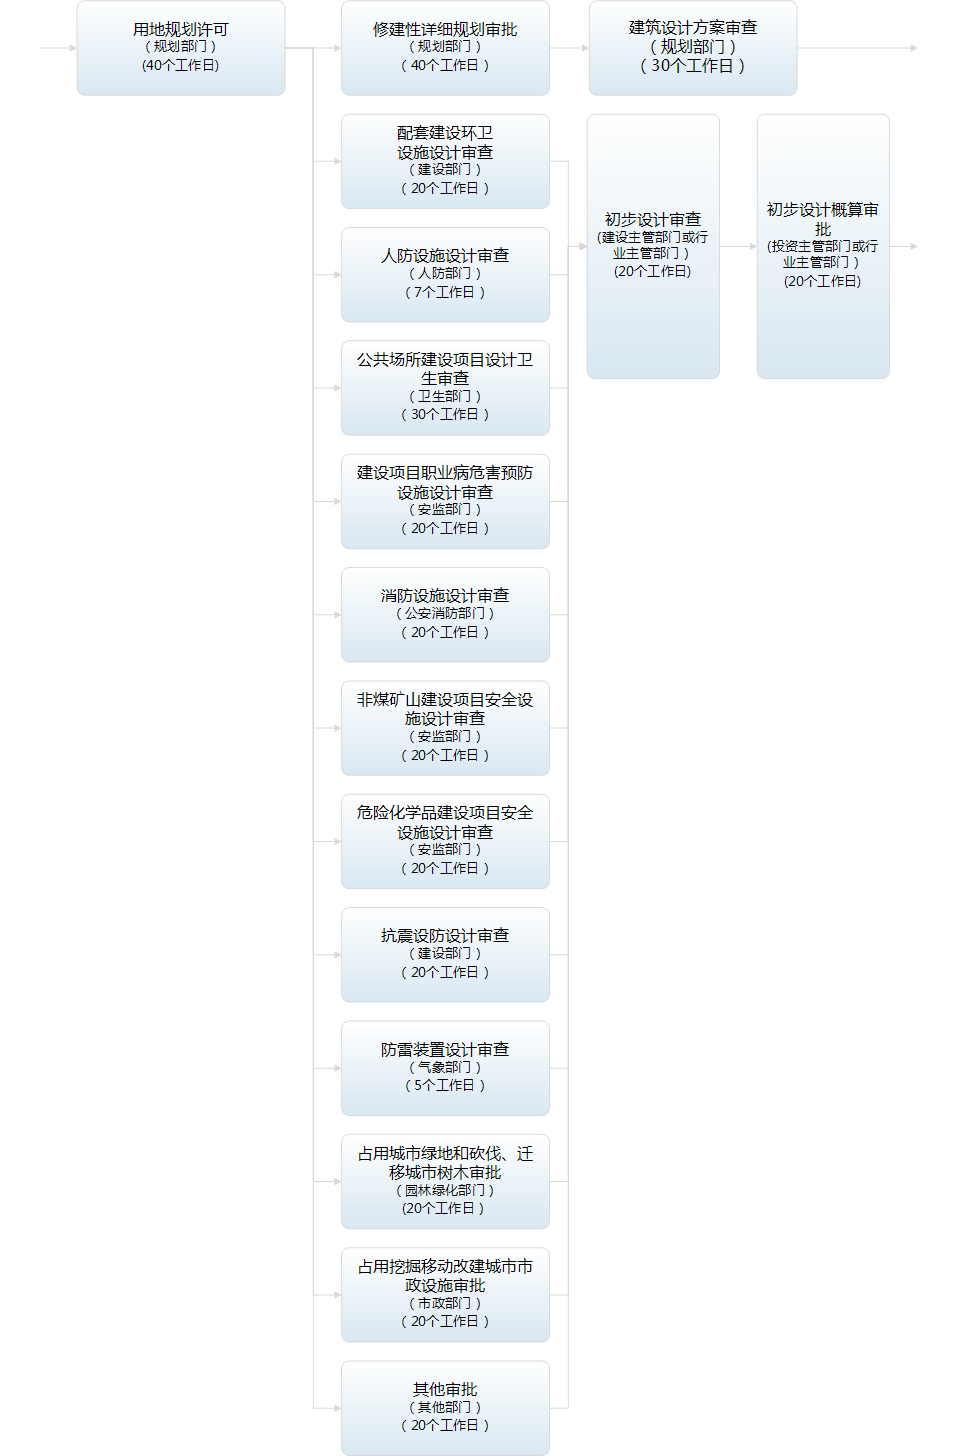 用地规划许可
（规划部门）
(40个工作日)
修建性详细规划审批
（规划部门）
（40个工作日）
建筑设计方案审查
（规划部门）
（30个工作日）
配套建设环卫
设施设计审查
（建设部门）
（20个工作日）
人防设施设计审查
（人防部门）
（7个工作日）
公共场所建设项目设计卫
生审查
（卫生部门）
（30个工作日）
建设项目职业病危害预防
设施设计审查
（安监部门）
（20个工作日）
消防设施设计审查
（公安消防部门）
（20个工作日）
非煤矿山建设项目安全设
施设计审查
（安监部门）
（20个工作日）
危险化学品建设项目安全
设施设计审查
（安监部门）
（20个工作日）
抗震设防设计审查
（建设部门）
（20个工作日）
防雷装置设计审查
（气象部门）
（5个工作日）
占用城市绿地和砍伐、迁
移城市树木审批
（园林绿化部门）
(20个工作日）
占用挖掘移动改建城市市
政设施审批
（市政部门）
（20个工作日）
其他审批
（其他部门）
（20个工作日）
初步设计审查
(建设主管部门或行
业主管部门）
(20个工作日)
初步设计概算审
批
(投资主管部门或行
业主管部门）
(20个工作日)